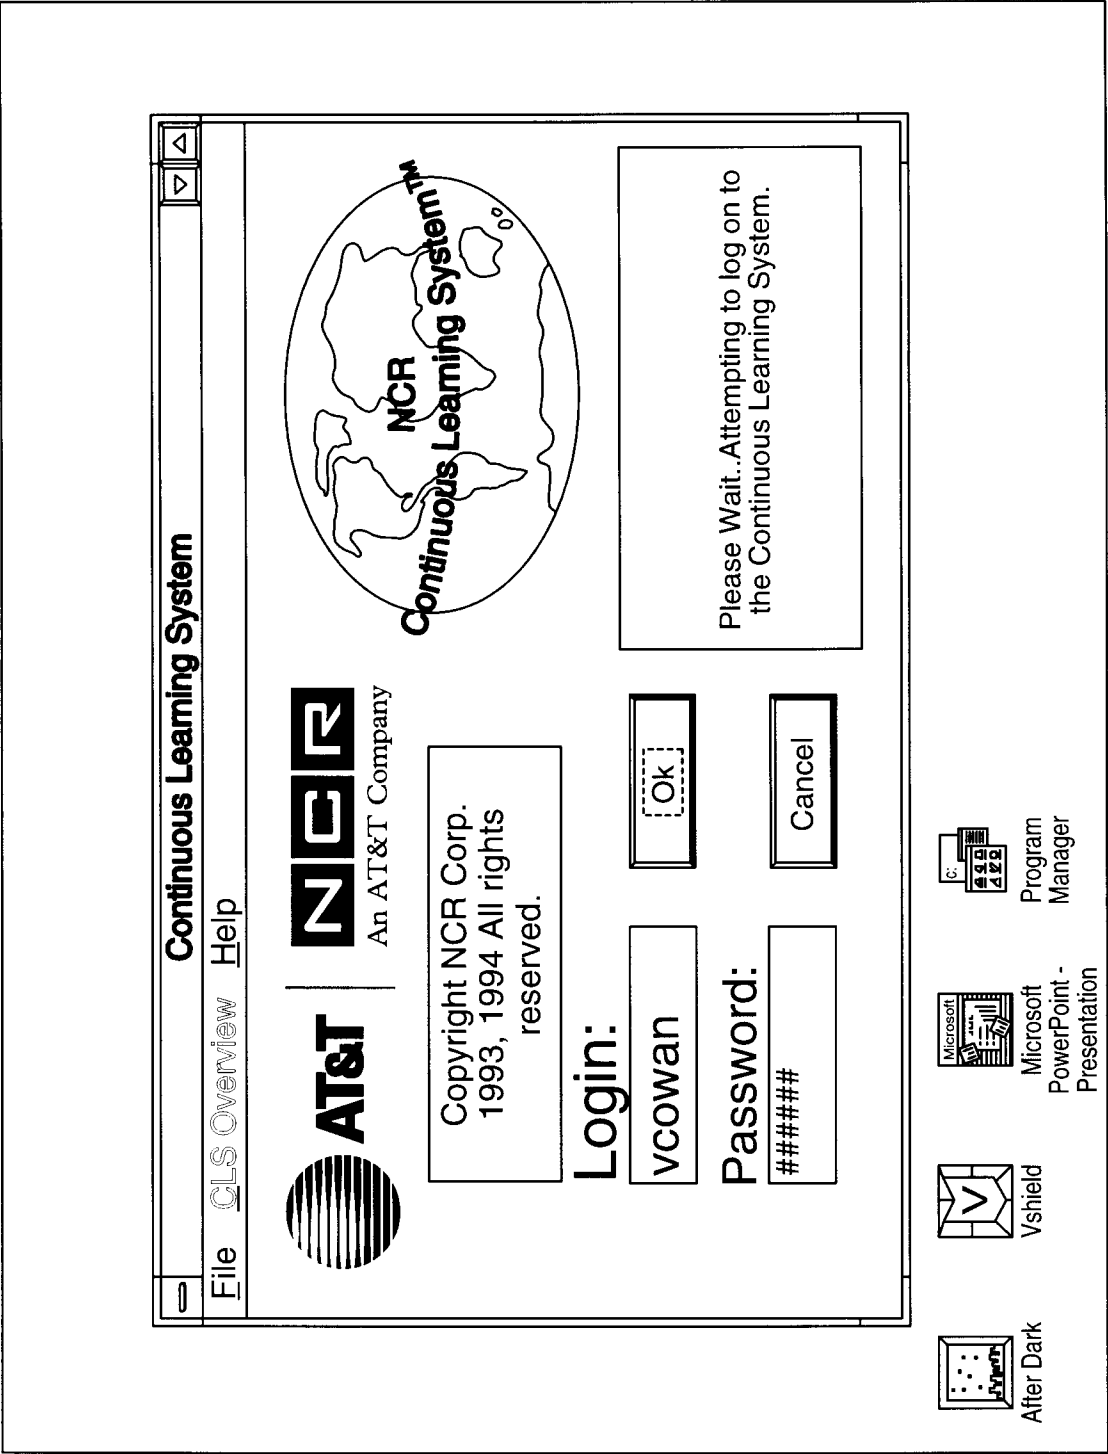 Continuous Learning System
File CLS Overview Help
AT&T
NCR
An AT&T Company
NCR
Continuous Learning System™
Copyright NCR Corp.
1993, 1994 All rights
reserved.
Login:
vcowan
Ok
Password:
######
Cancel
Please Wait..Attempting to log on to
the Continuous Learning System.
After Dark
V
Vshield
Microsoft
Microsoft
PowerPoint -
Presentation
c:
Program
Manager